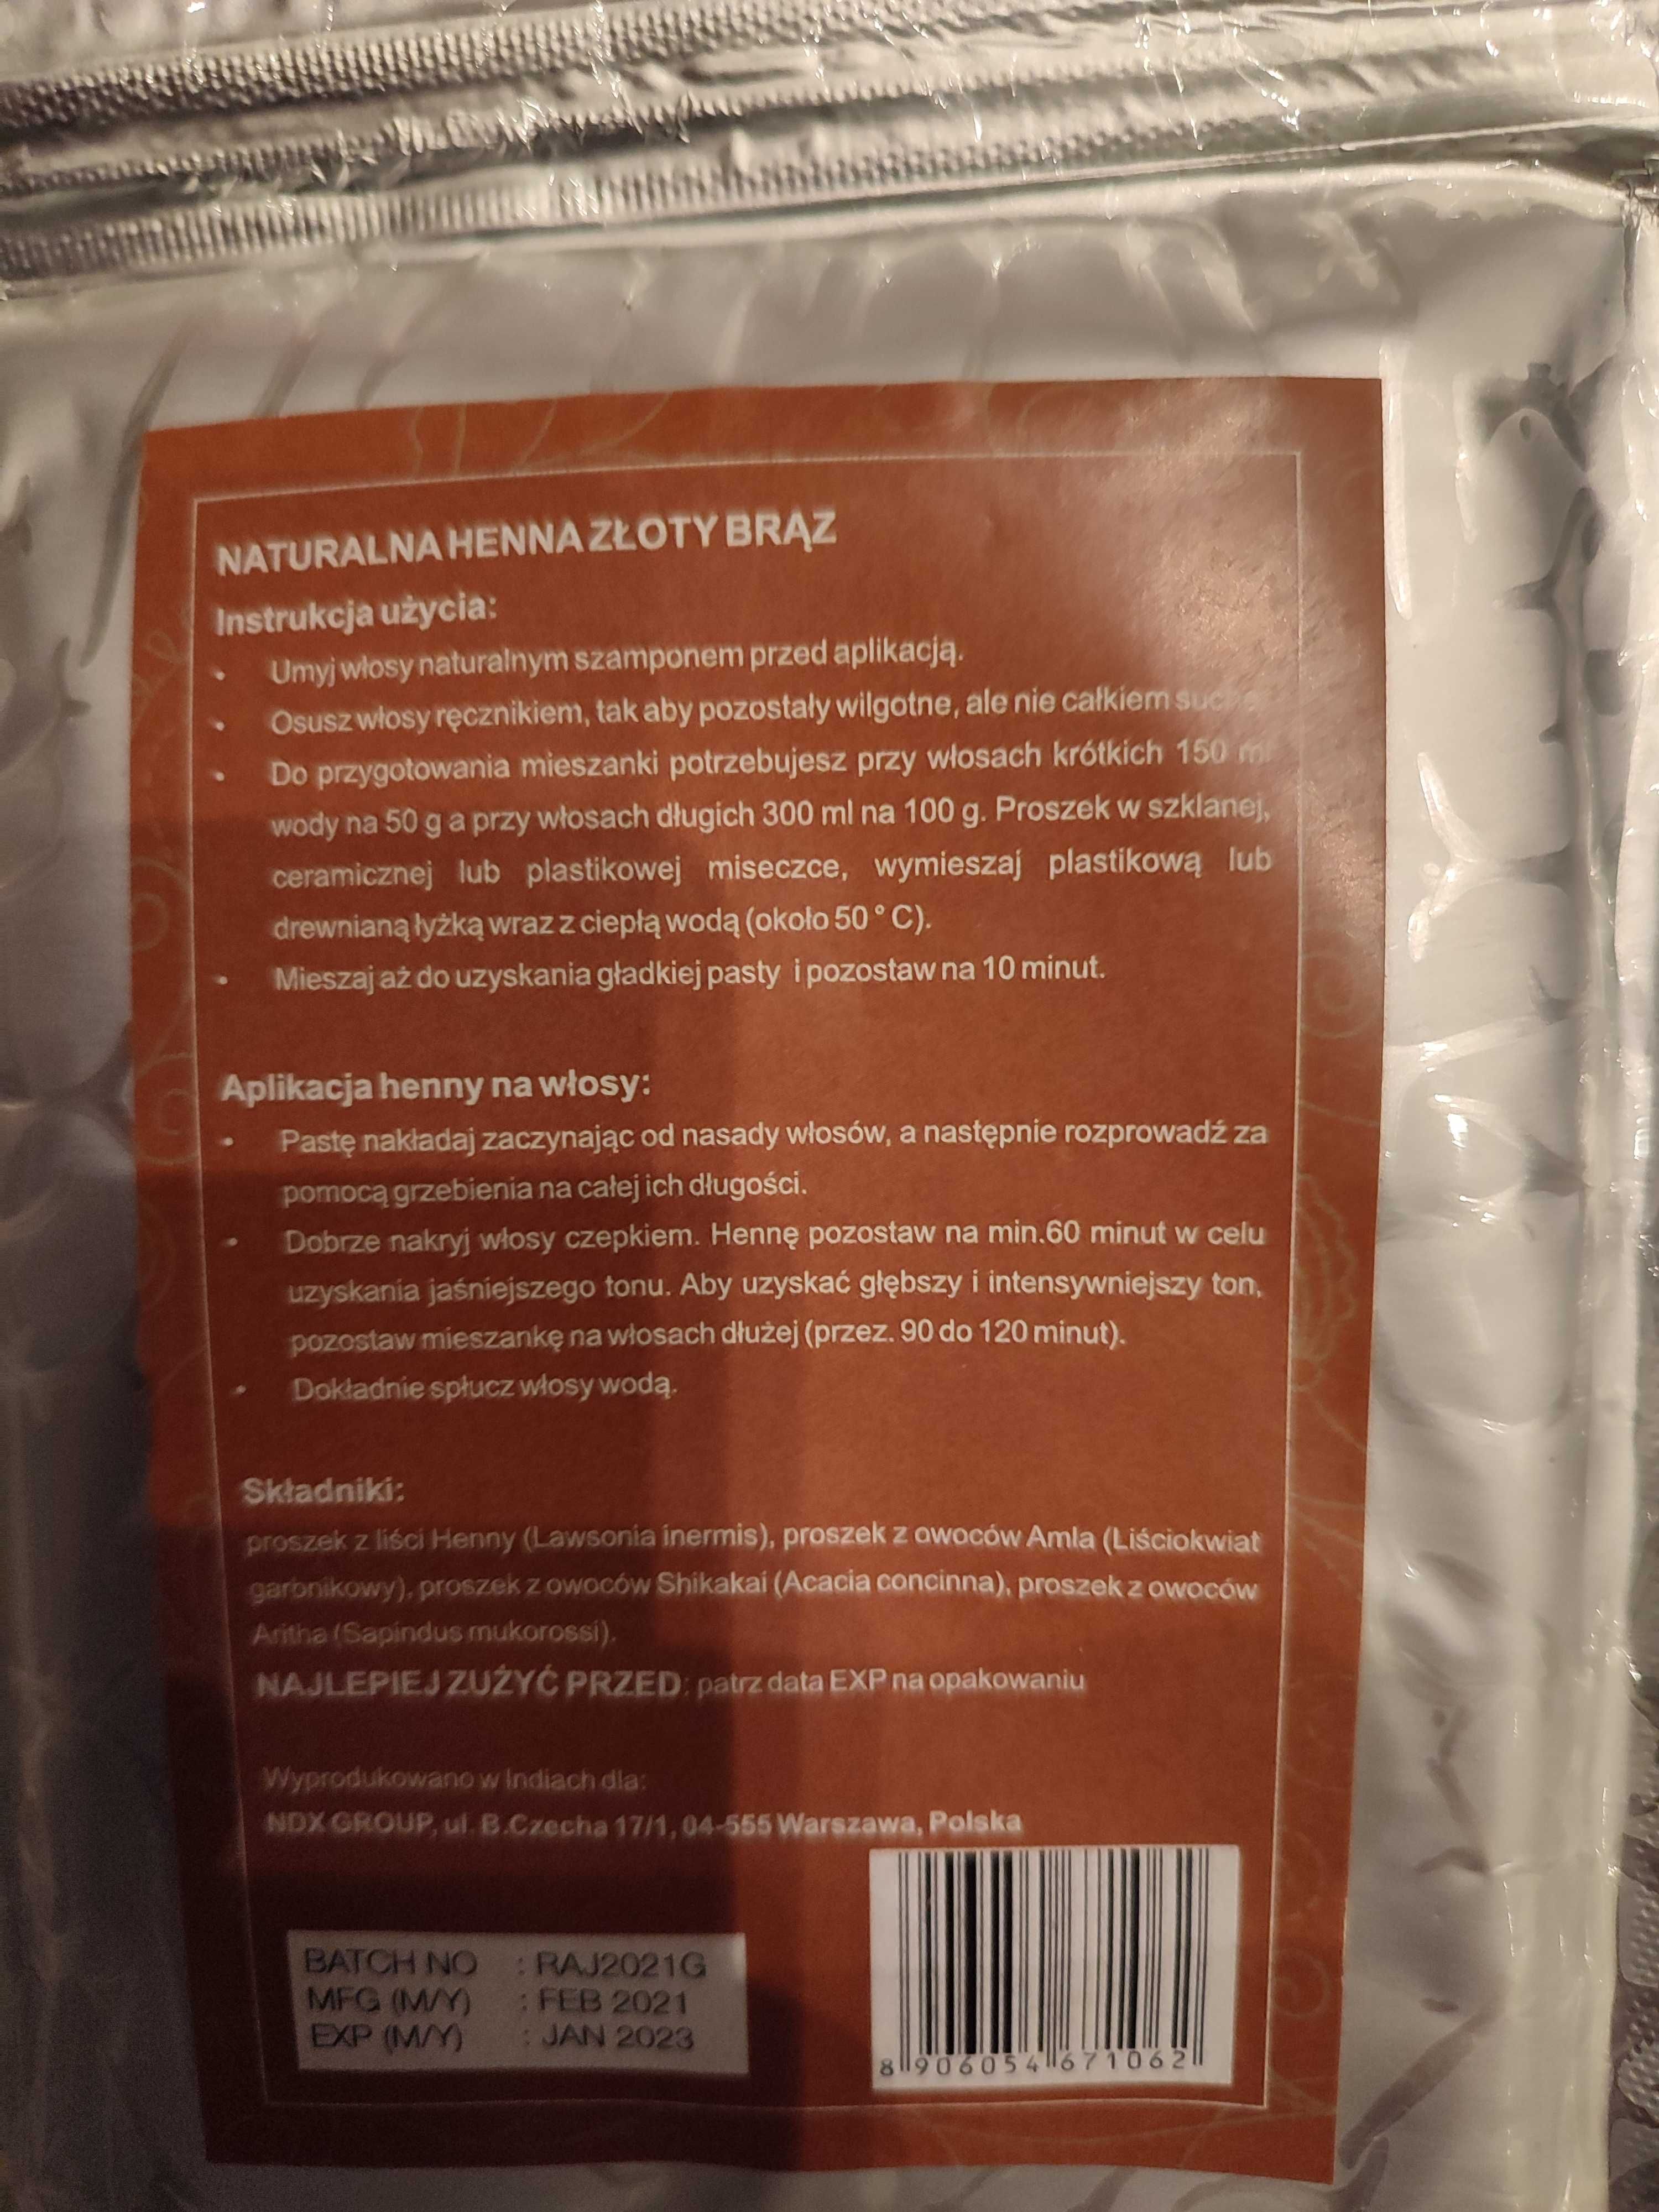 NATURALNA HENNA ZŁOTY BRĄZ
Instrukcja użycia:
• Umyj włosy naturalnym szamponem przed aplikacją.
• Osusz włosy ręcznikiem, tak aby pozostały wilgotne, ale nie całkiem
• Do przygotowania mieszanki potrzebujesz przy włosach krótkich 150 ml
wody na 50 g a przy włosach długich 300 ml na 100 g. Proszek w szklanej,
ceramicznej lub plastikowej miseczce, wymieszaj plastikową lub
drewnianą łyżką wraz z ciepłą wodą (około 50 ° C).
• Mieszaj aż do uzyskania gładkiej pasty i pozostaw na 10 minut.
Aplikacja henny na włosy:
• Pastę nakładaj zaczynając od nasady włosów, a następnie rozprowadź za
pomocą grzebienia na całej ich długości.
• Dobrze nakryj włosy czepkiem. Hennę pozostaw na min.60 minut w celu
uzyskania jaśniejszego tonu. Aby uzyskać głębszy i intensywniejszy ton,
pozostaw mieszankę na włosach dłużej (przez. 90 do 120 minut).
• Dokładnie spłucz włosy wodą.
Składniki:
proszek z liści Henny (Lawsonia inermis), proszek z owoców Amla (Liściokwiat
garbnikowy), proszek z owoców Shikakai (Acacia concinna), proszek z owoców
Aritha (Sapindus mukorossi).
NAJLEPIEJ ZUŻYĆ PRZED: patrz data EXP na opakowaniu
Wyprodukowano w Indiach dla:
NDX GROUP, ul. B.Czecha 17/1, 04-555 Warszawa, Polska
BATCH NO : RAJ2021G
MFG (M/Y) : FEB 2021
EXP (M/Y) : JAN 2023
8 906054 671062